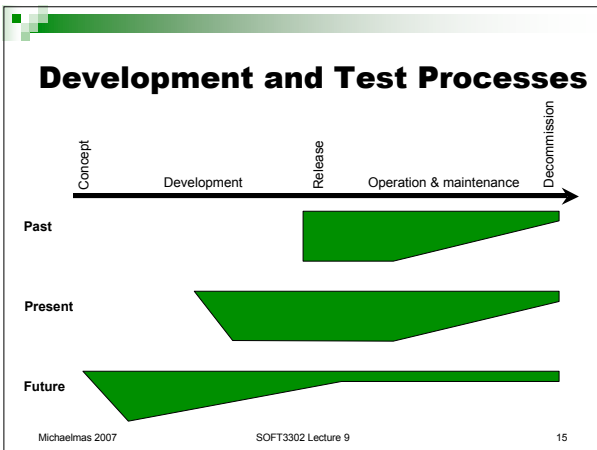 Development and Test Processes
Concept
Development
Release
Operation & maintenance
Decommission
Past
Present
Future
Michaelmas 2007
SOFT3302 Lecture 9
15